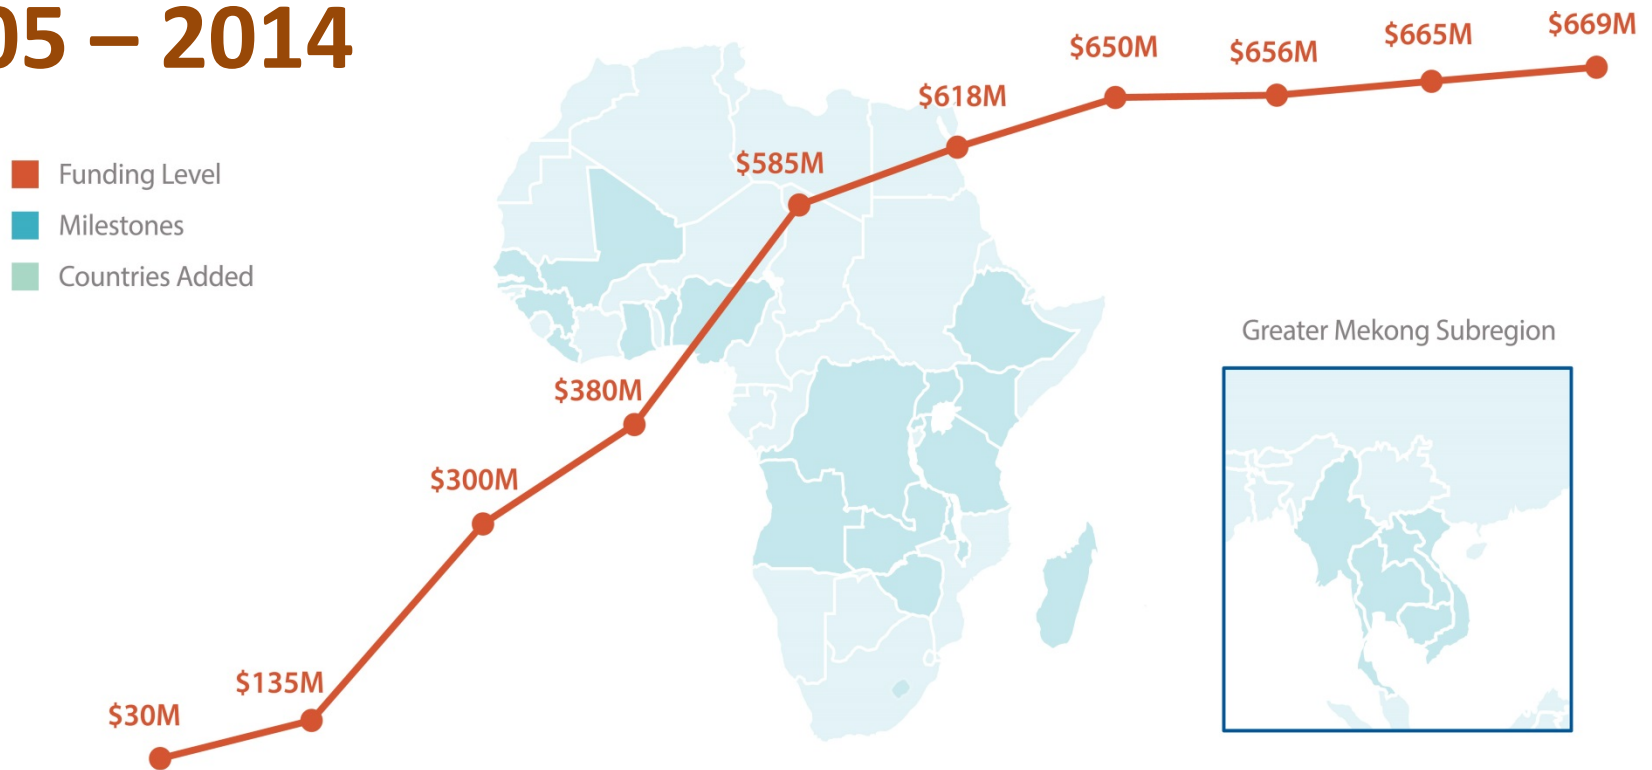 05 – 2014
Funding Level
Milestones
Countries Added
$30M
$135M
$300M
$380M
$585M
$618M
$650M
$656M
$665M
$669M
Greater Mekong Subregion